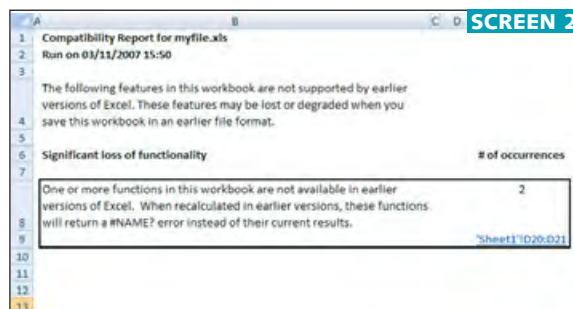 SCREEN 2
A B C D
1 Compatibility Report for myfile.xls
2 Run on 03/11/2007 15:50
3
The following features in this workbook are not supported by earlier
versions of Excel. These features may be lost or degraded when you
4 save this workbook in an earlier file format.
5
6 Significant loss of functionality # of occurrences
7
One or more functions in this workbook are not available in earlier 2
versions of Excel. When recalculated in earlier versions, these functions
8 will return a #NAME? error instead of their current results.
9 'Sheet1'!D20:D21
10
11
12
13